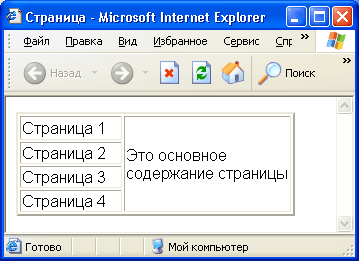 Страница - Microsoft Internet Explorer
Файл Правка Вид Избранное Сервис Спр »
Назад » Поиск »
Страница 1
Страница 2
Страница 3
Страница 4
Это основное
содержание страницы
Готово Мой компьютер